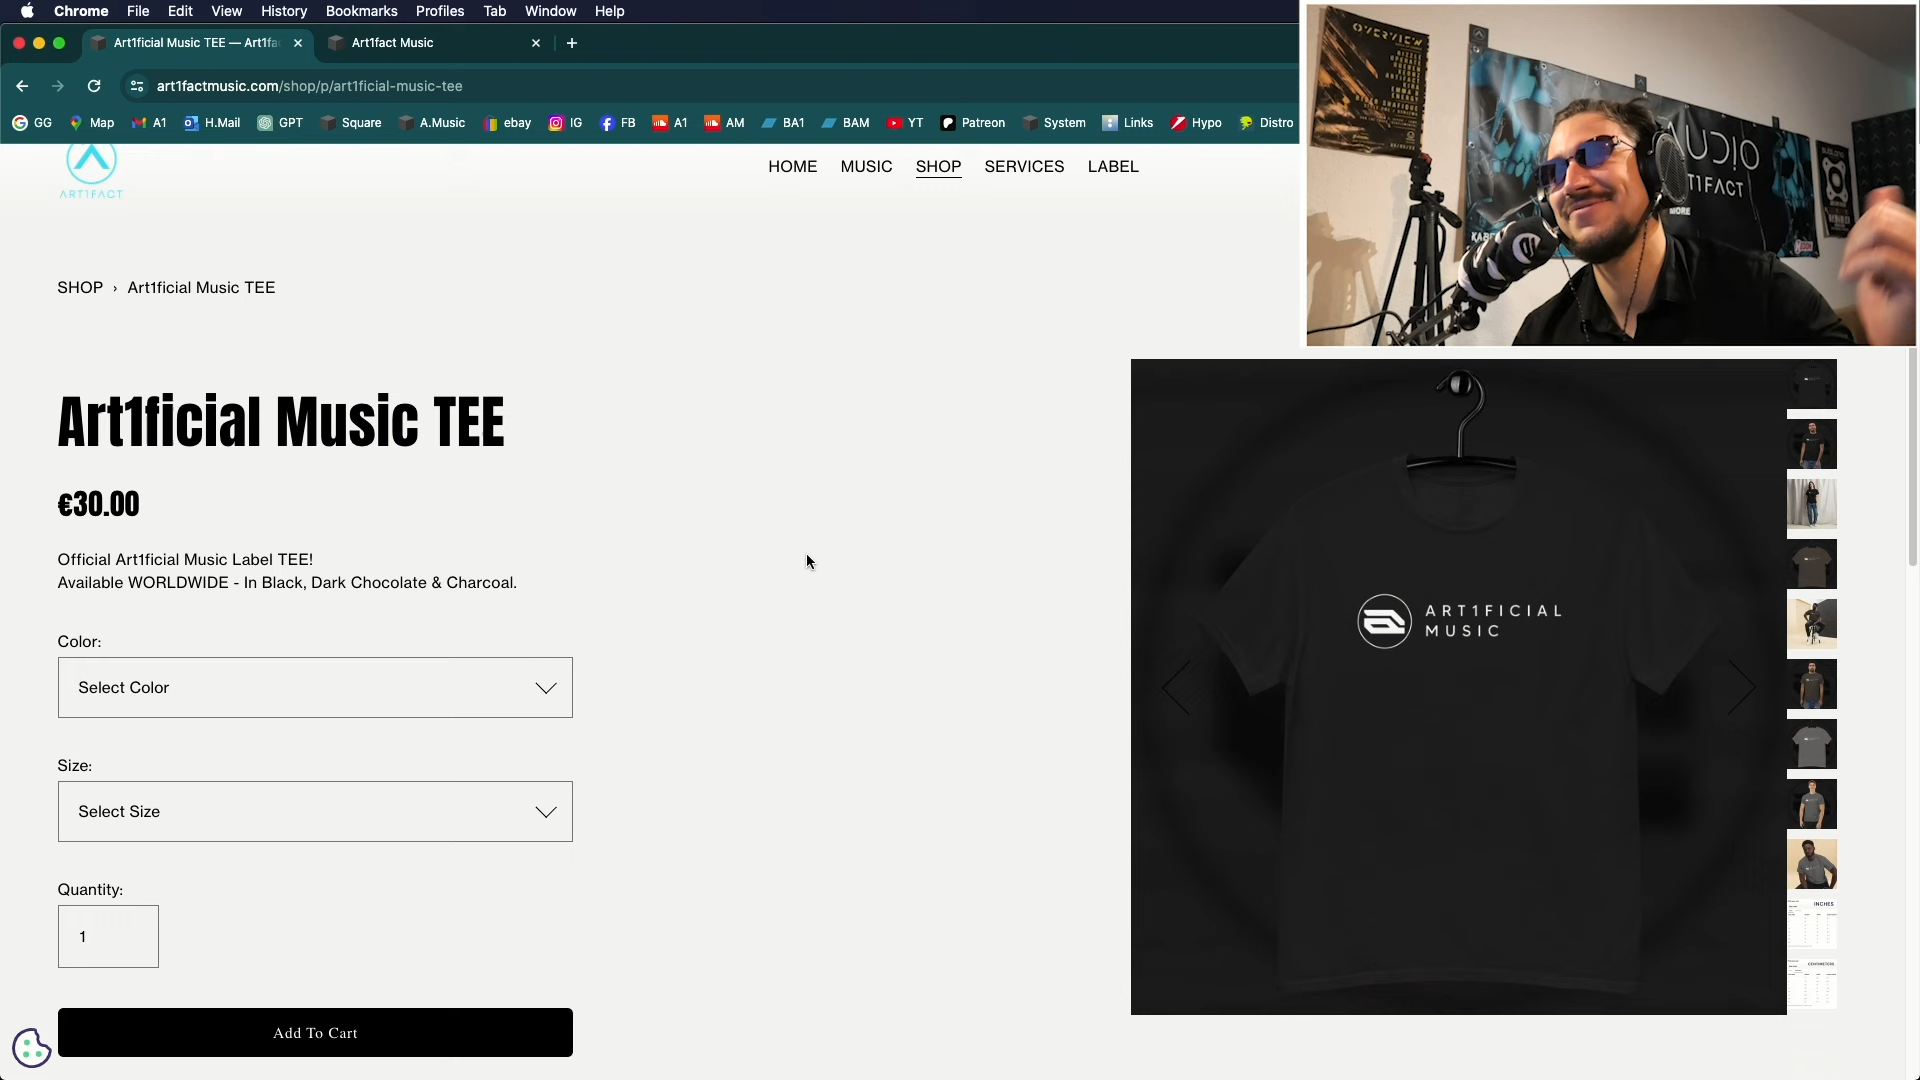 Chrome File Edit View History Bookmarks Profiles Tab Window Help
Art1ficial Music TEE — Art1fa
Art1fact Music
art1factmusic.com/shop/p/art1ficial-music-tee
GG Map A1 H.Mail GPT Square A.Music ebay IG FB A1 AM BA1 BAM YT Patreon System Links Hypo Distro
ART1FACT
HOME MUSIC SHOP SERVICES LABEL
OVERVIEW
T1FACT
MORE
SHOP › Art1ficial Music TEE
Art1ficial Music TEE
€30.00
Official Art1ficial Music Label TEE!
Available WORLDWIDE - In Black, Dark Chocolate & Charcoal.
Color:
Select Color
Size:
Select Size
Quantity:
1
Add To Cart
ART1FICIAL
MUSIC
INCHES
CENTIMETERS